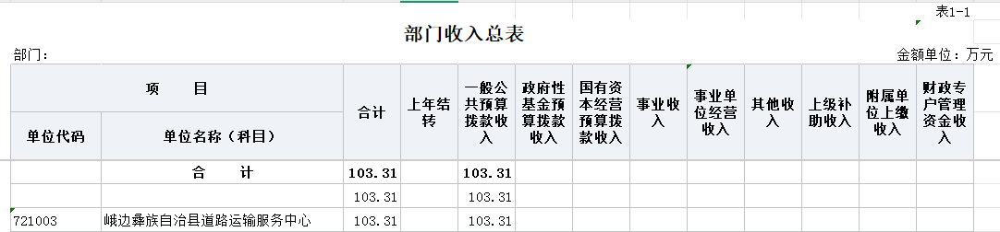 表1-1
部门收入总表
部门：
金额单位：万元
项 目
合计
上年结转
一般公共预算拨款收入
政府性基金预算拨款收入
国有资本经营预算拨款收入
事业收入
事业单位经营收入
其他收入
上级补助收入
附属单位上缴收入
财政专户管理资金收入
单位代码 单位名称（科目）
合 计 103.31 103.31
103.31 103.31
721003 峨边彝族自治县道路运输服务中心 103.31 103.31